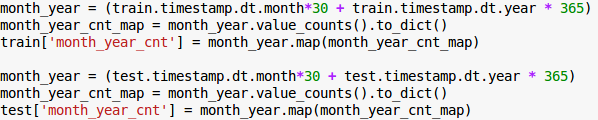 month_year = (train.timestamp.dt.month*30 + train.timestamp.dt.year * 365)
month_year_cnt_map = month_year.value_counts().to_dict()
train['month_year_cnt'] = month_year.map(month_year_cnt_map)

month_year = (test.timestamp.dt.month*30 + test.timestamp.dt.year * 365)
month_year_cnt_map = month_year.value_counts().to_dict()
test['month_year_cnt'] = month_year.map(month_year_cnt_map)